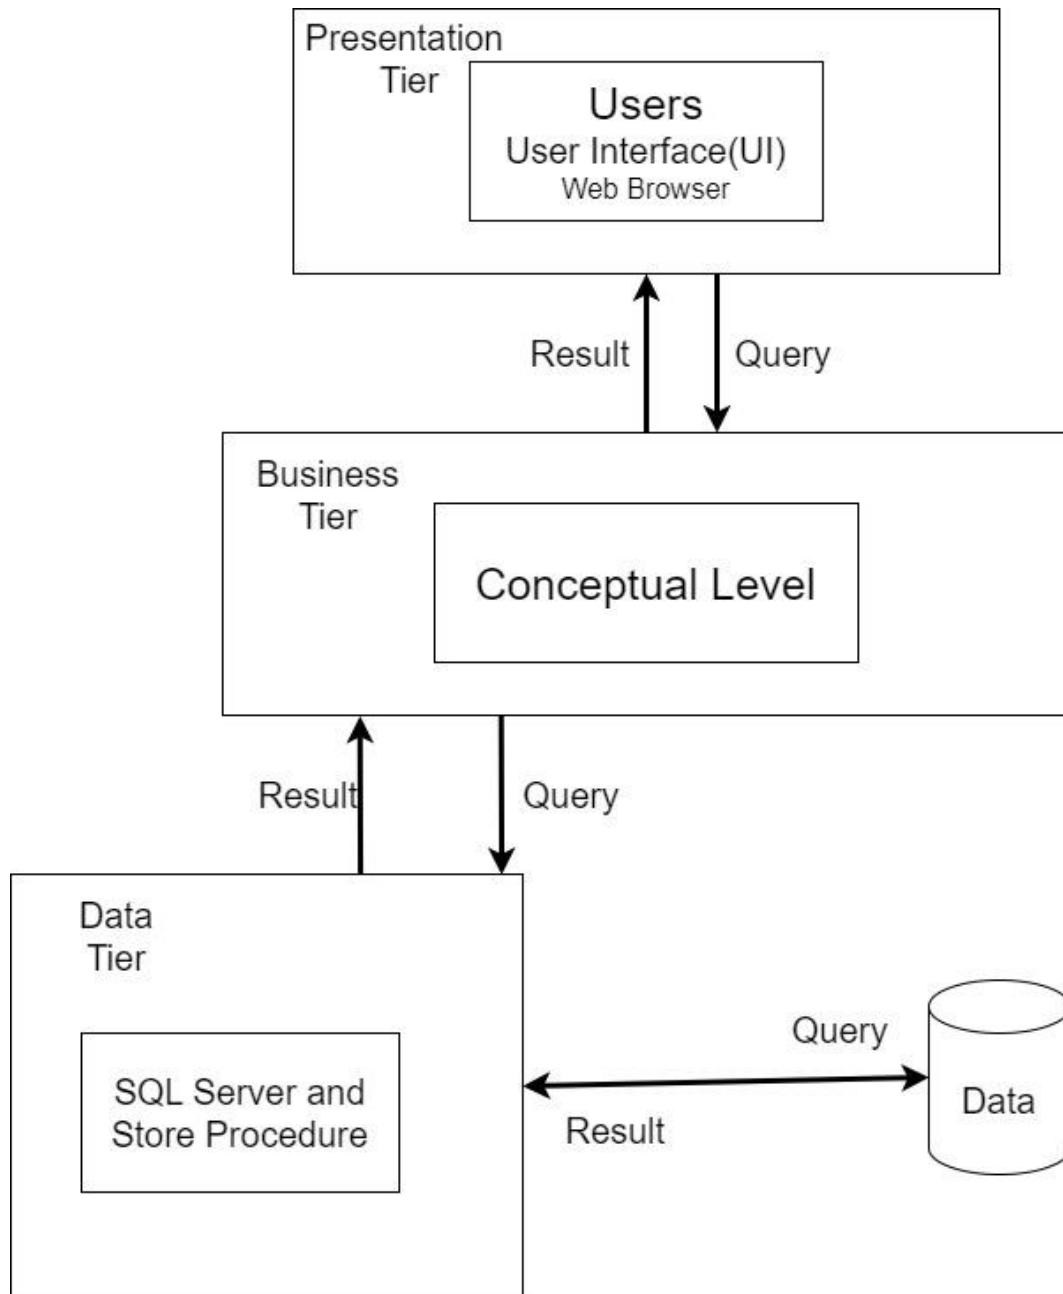 Presentation
Tier
Users
User Interface(UI)
Web Browser
Result
Query
Business
Tier
Conceptual Level
Result
Query
Data
Tier
SQL Server and
Store Procedure
Query
Result
Data